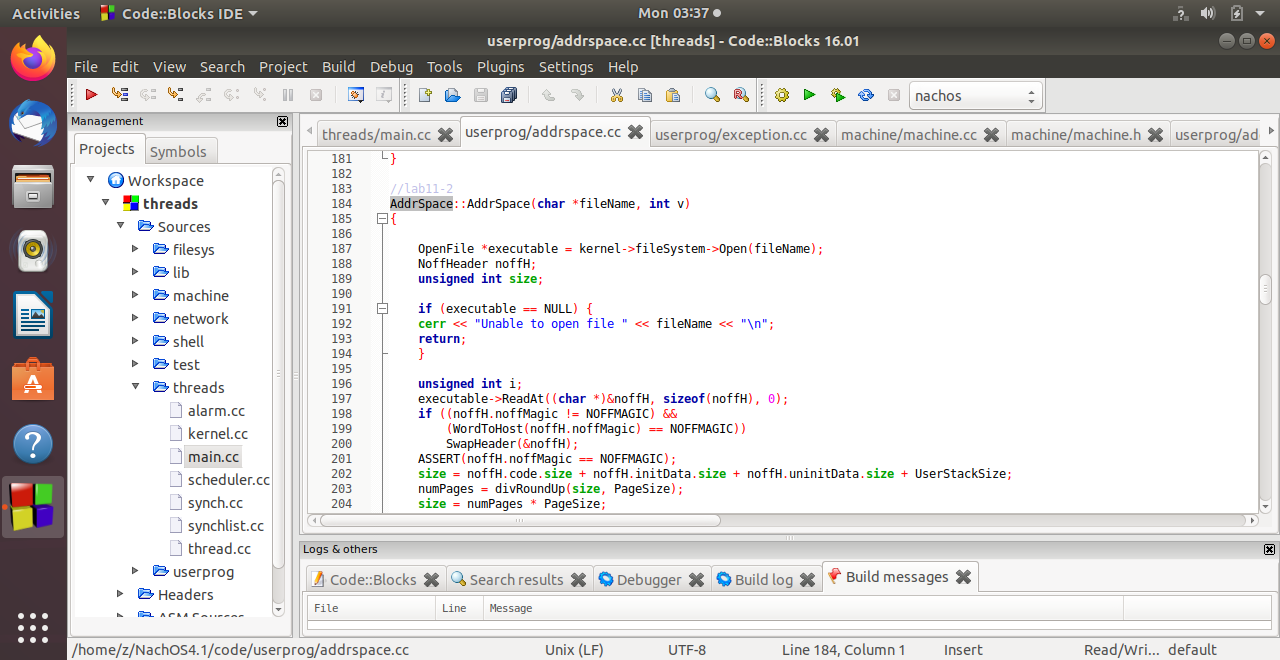 Activities Code::Blocks IDE Mon 03:37
userprog/addrspace.cc [threads] - Code::Blocks 16.01
File Edit View Search Project Build Debug Tools Plugins Settings Help
nachos
Management
Projects Symbols
Workspace
threads
Sources
filesys
lib
machine
network
shell
test
threads
alarm.cc
kernel.cc
main.cc
scheduler.cc
synch.cc
synchlist.cc
thread.cc
userprog
Headers
ASM Sources
threads/main.cc userprog/addrspace.cc userprog/exception.cc machine/machine.cc machine/machine.h userprog/ad
181 }
182
183 //lab11-2
184 AddrSpace::AddrSpace(char *fileName, int v)
185 {
186
187 OpenFile *executable = kernel->fileSystem->Open(fileName);
188 NoffHeader noffH;
189 unsigned int size;
190
191 if (executable == NULL) {
192 cerr << "Unable to open file " << fileName << "\n";
193 return;
194 }
195
196 unsigned int i;
197 executable->ReadAt((char *)&noffH, sizeof(noffH), 0);
198 if ((noffH.noffMagic != NOFFMAGIC) &&
199 (WordToHost(noffH.noffMagic) == NOFFMAGIC))
200 SwapHeader(&noffH);
201 ASSERT(noffH.noffMagic == NOFFMAGIC);
202 size = noffH.code.size + noffH.initData.size + noffH.uninitData.size + UserStackSize;
203 numPages = divRoundUp(size, PageSize);
204 size = numPages * PageSize;
Logs & others
Code::Blocks Search results Debugger Build log Build messages
File Line Message
/home/z/NachOS4.1/code/userprog/addrspace.cc Unix (LF) UTF-8 Line 184, Column 1 Insert Read/Wri... default